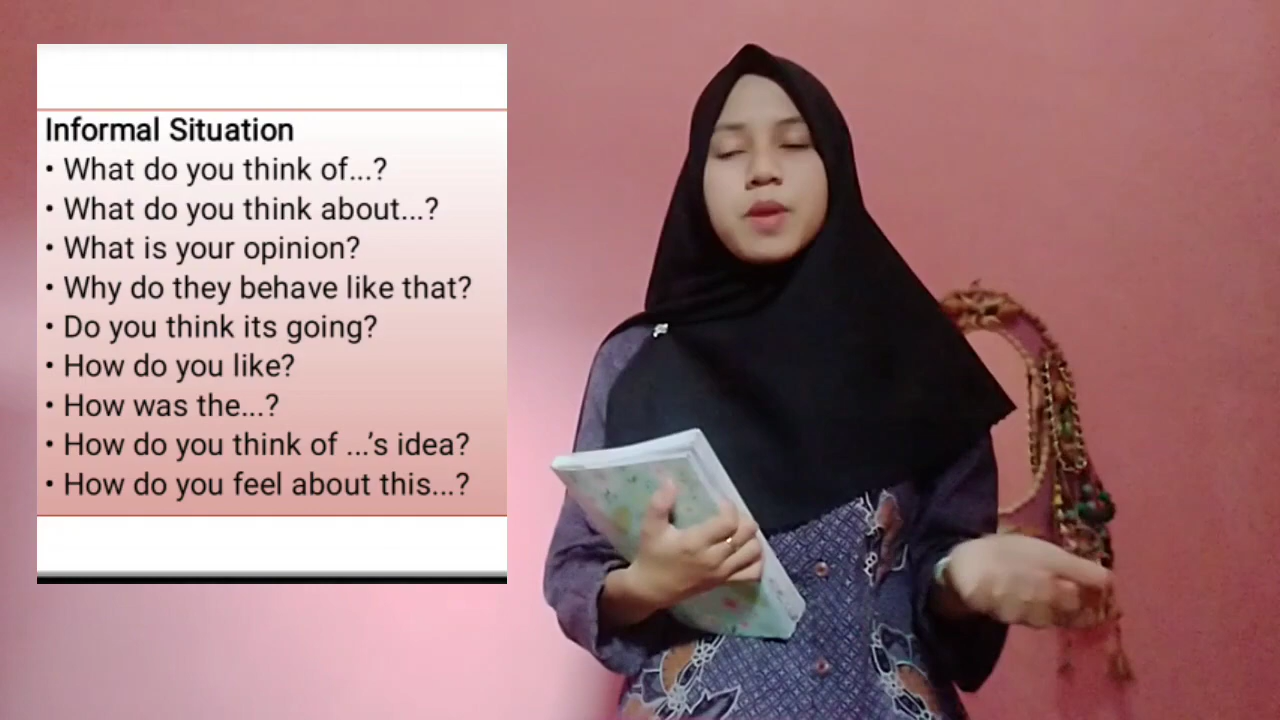 Informal Situation
• What do you think of...?
• What do you think about...?
• What is your opinion?
• Why do they behave like that?
• Do you think its going?
• How do you like?
• How was the...?
• How do you think of ...’s idea?
• How do you feel about this...?